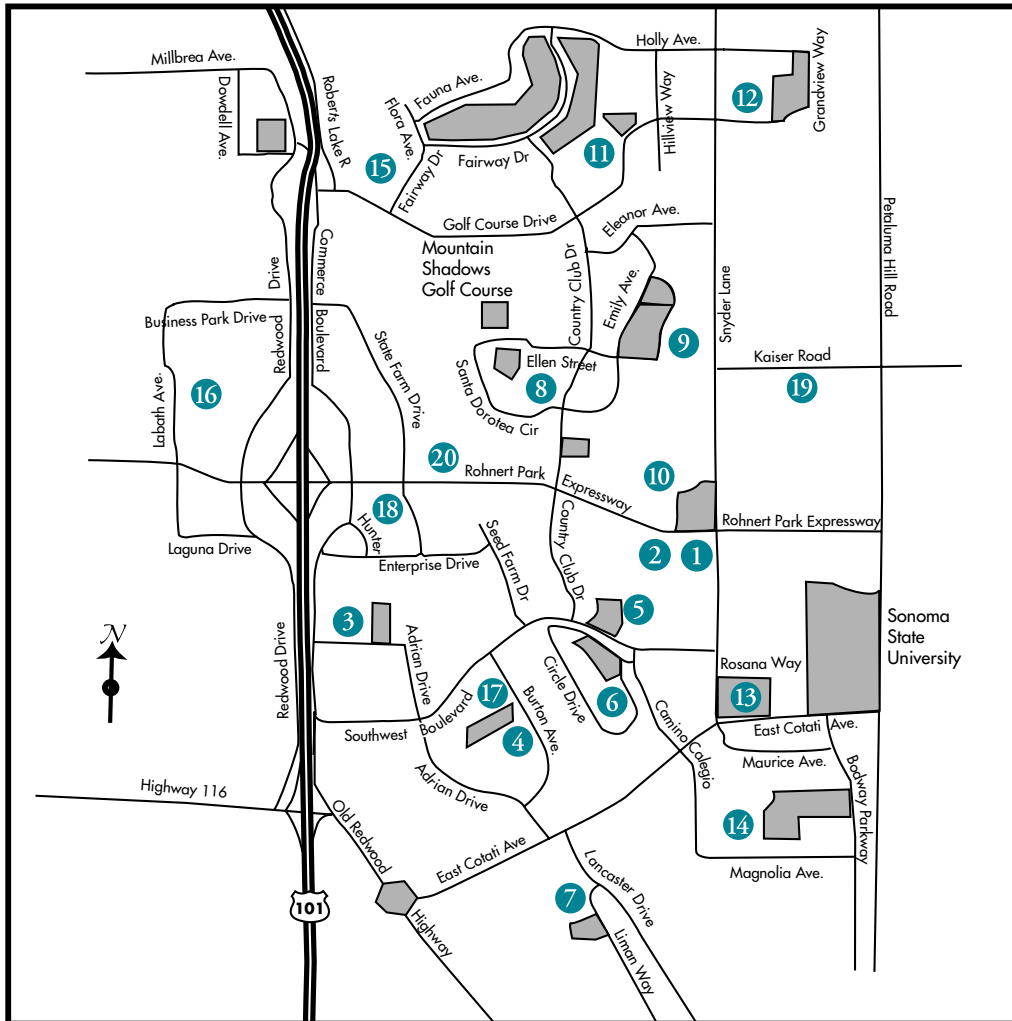 Holly Ave.
Millbrea Ave.
Dowdell Ave.
Roberts Lake R
Flora Ave.
Fauna Ave.
Hillview Way
Grandview Way
12
11
15
Fairway Dr
Fairway Dr
Golf Course Drive
Eleanor Ave.
Petaluma Hill Road
Mountain
Shadows
Golf Course
Country Club Dr
Emily Ave.
Snyder Lane
Commerce
Boulevard
Drive
Redwood
Business Park Drive
State Farm Drive
9
Ellen Street
8
Santa Dorotea Cir
Kaiser Road
19
16
Labath Ave.
20
Rohnert Park
Expressway
10
Rohnert Park Expressway
18
Hunter
Laguna Drive
Enterprise Drive
Seed Farm Dr
Country Club Dr
2
1
3
5
Sonoma
State
University
N
Redwood Drive
Adrian Drive
Rosana Way
13
17
Circle Drive
6
Burton Ave.
4
Southwest
Boulevard
Camino Calegio
East Cotati Ave.
Maurice Ave.
Bodway Parkway
Highway 116
Adrian Drive
Old Redwood
Highway
East Cotati Ave
14
Magnolia Ave.
101
7
Lancaster Drive
Liman Way